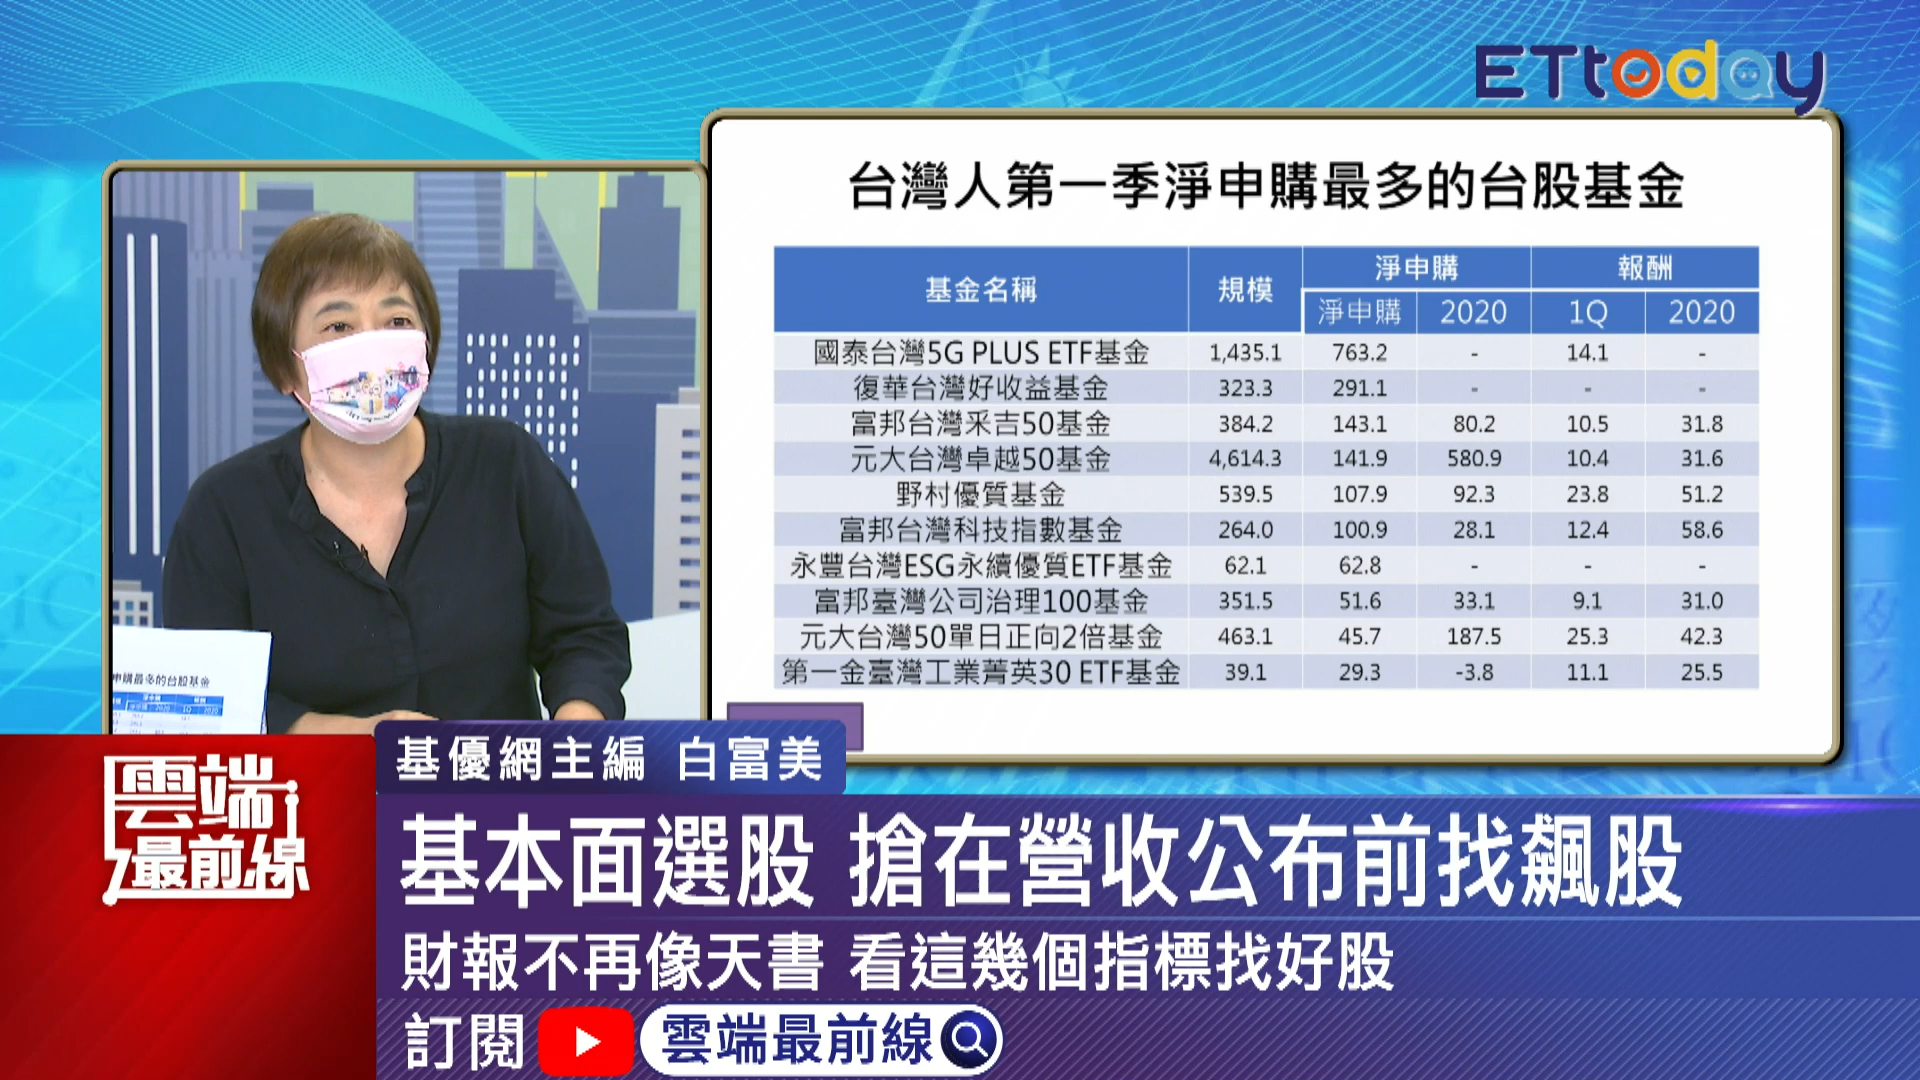 ETtoday
台灣人第一季淨申購最多的台股基金
基金名稱 規模 淨申購 報酬
淨申購 2020 1Q 2020
國泰台灣5G PLUS ETF基金 1,435.1 763.2 - 14.1 -
復華台灣好收益基金 323.3 291.1 - - -
富邦台灣釆吉50基金 384.2 143.1 80.2 10.5 31.8
元大台灣卓越50基金 4,614.3 141.9 580.9 10.4 31.6
野村優質基金 539.5 107.9 92.3 23.8 51.2
富邦台灣科技指數基金 264.0 100.9 28.1 12.4 58.6
永豐台灣ESG永續優質ETF基金 62.1 62.8 - - -
富邦臺灣公司治理100基金 351.5 51.6 33.1 9.1 31.0
元大台灣50單日正向2倍基金 463.1 45.7 187.5 25.3 42.3
第一金臺灣工業菁英30 ETF基金 39.1 29.3 -3.8 11.1 25.5
申購最多的台股基金
基優網主編 白富美
雲端最前線
基本面選股 搶在營收公布前找飆股
財報不再像天書 看這幾個指標找好股
訂閱 雲端最前線